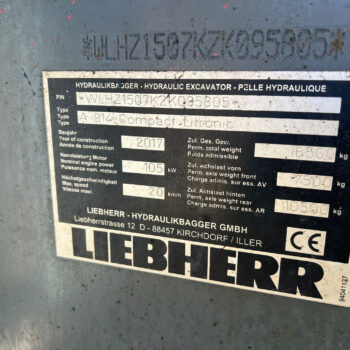 *WLHZ1507KZK095805*
HYDRAULIKBAGGER - HYDRAULIC EXCAVATOR - PELLE HYDRAULIQUE
PIN *WLHZ1507KZK095805*
Type
Type A 914 Compact Litronic
Type
Baujahr
Year of construction 2017
Année de construction
Nennleistung Motor
Nominal engine power 105 kW
Puissance nom. moteur
Höchstgeschwindigkeit
Max. speed 20 km/h
Vitesse max.
Zul. Ges. Gew.
Perm. total weight kg
Poids admissible
Zul. Achslast vorn
Perm. axle weight front 7500 kg
Charge admis. sur ess. AV
Zul. Achslast hinten
Perm. axle weight rear 10500 kg
Charge admis. sur ess. AR
LIEBHERR - HYDRAULIKBAGGER GMBH
Liebherrstrasse 12 D - 88457 KIRCHDORF / ILLER
CE
LIEBHERR